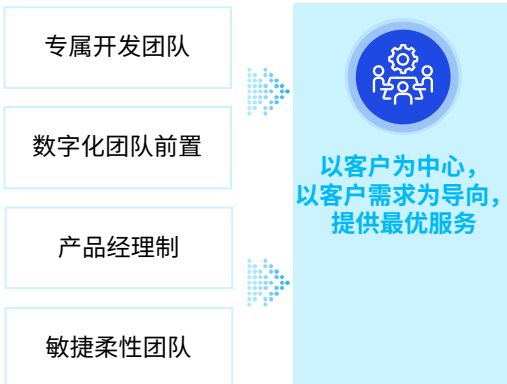 专属开发团队
数字化团队前置
产品经理制
敏捷柔性团队
以客户为中心，
以客户需求为导向，
提供最优服务